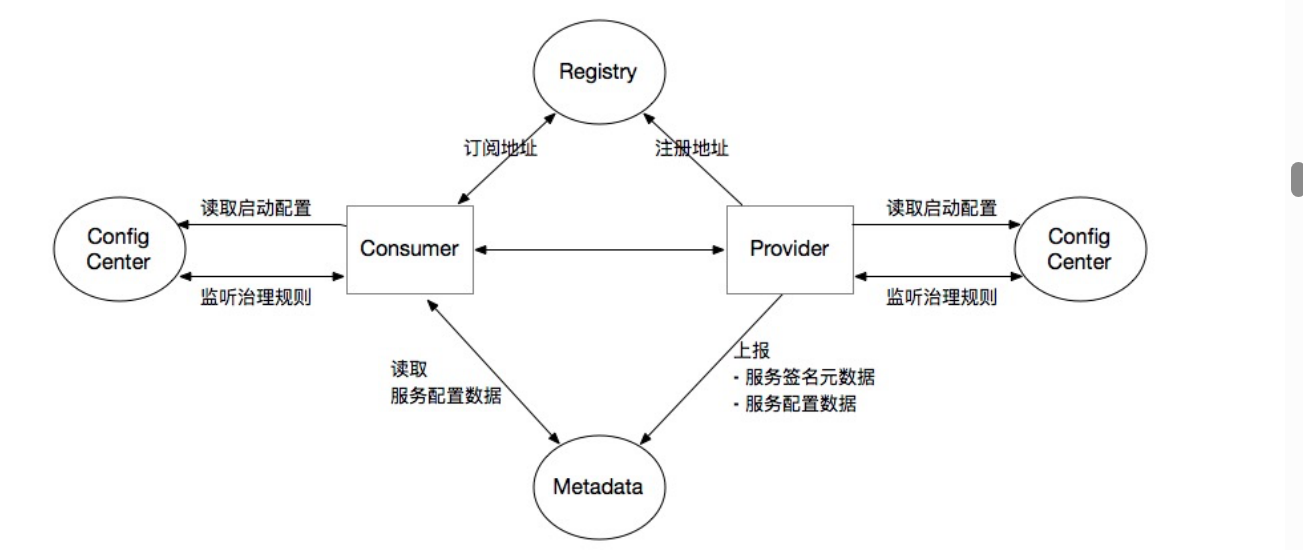 Registry
订阅地址
注册地址
读取启动配置
读取启动配置
Config
Center
Consumer
Provider
Config
Center
监听治理规则
监听治理规则
读取
服务配置数据
上报
- 服务签名元数据
- 服务配置数据
Metadata